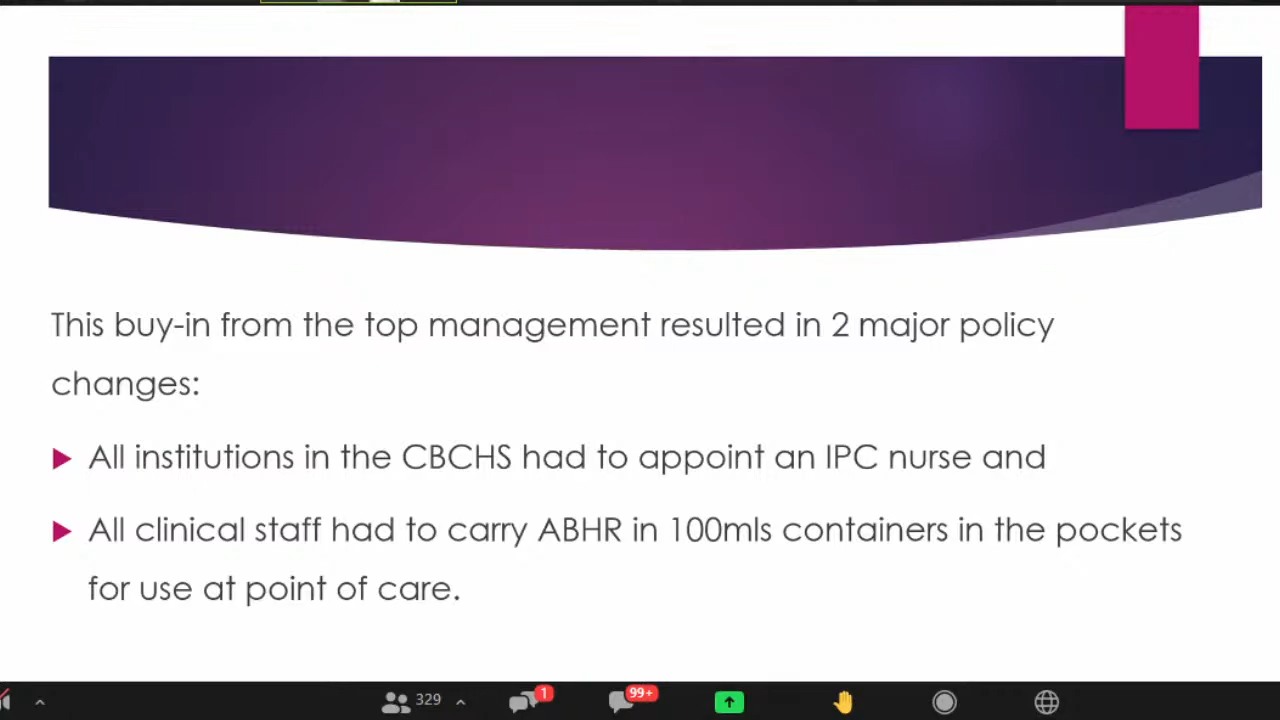 This buy-in from the top management resulted in 2 major policy
changes:
All institutions in the CBCHS had to appoint an IPC nurse and
All clinical staff had to carry ABHR in 100mls containers in the pockets
for use at point of care.
329
1
99+